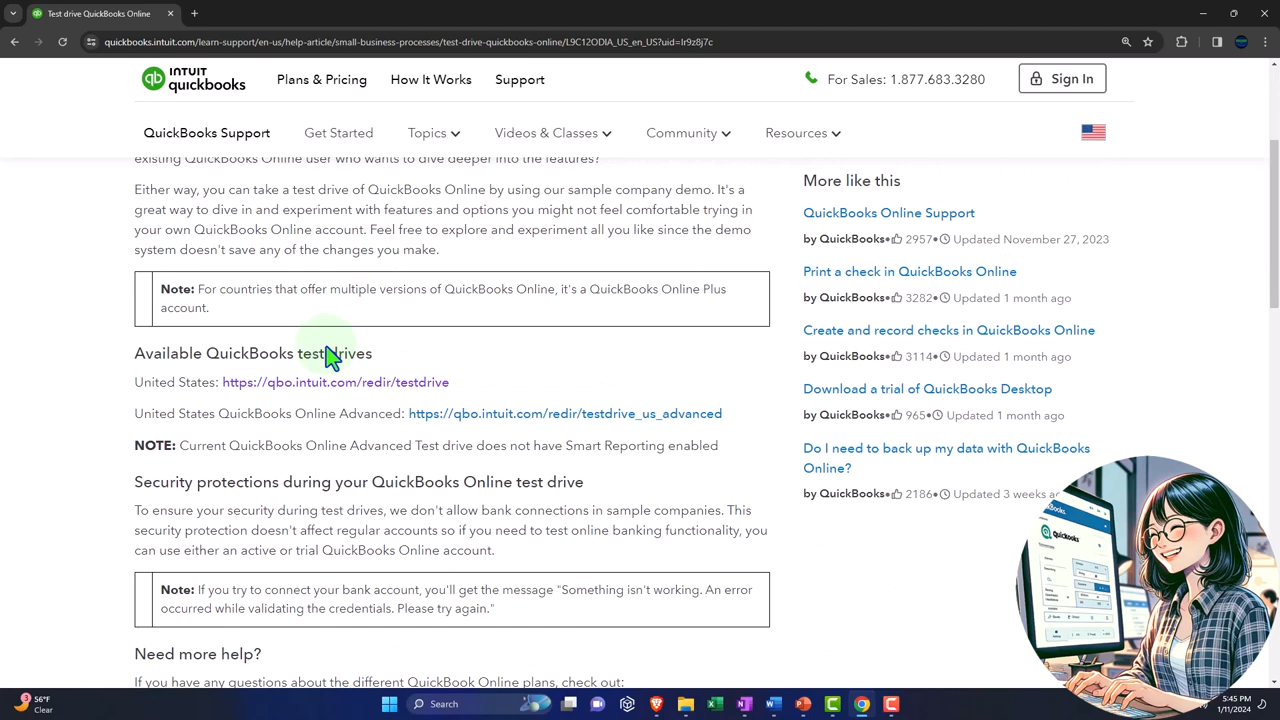 Test drive QuickBooks Online
quickbooks.intuit.com/learn-support/en-us/help-article/small-business-processes/test-drive-quickbooks-online/L9C12ODIA_US_en_US?uid=lr9z8j7c
INTUIT
quickbooks
Plans & Pricing
How It Works
Support
For Sales: 1.877.683.3280
Sign In
QuickBooks Support
Get Started
Topics
Videos & Classes
Community
Resources
existing QuickBooks Online user who wants to dive deeper into the features?
Either way, you can take a test drive of QuickBooks Online by using our sample company demo. It's a
great way to dive in and experiment with features and options you might not feel comfortable trying in
your own QuickBooks Online account. Feel free to explore and experiment all you like since the demo
system doesn't save any of the changes you make.
Note: For countries that offer multiple versions of QuickBooks Online, it's a QuickBooks Online Plus
account.
Available QuickBooks test drives
United States: https://qbo.intuit.com/redir/testdrive
United States QuickBooks Online Advanced: https://qbo.intuit.com/redir/testdrive_us_advanced
NOTE: Current QuickBooks Online Advanced Test drive does not have Smart Reporting enabled
Security protections during your QuickBooks Online test drive
To ensure your security during test drives, we don't allow bank connections in sample companies. This
security protection doesn't affect regular accounts so if you need to test online banking functionality, you
can use either an active or trial QuickBooks Online account.
Note: If you try to connect your bank account, you'll get the message "Something isn't working. An error
occurred while validating the credentials. Please try again."
Need more help?
If you have any questions about the different QuickBook Online plans, check out:
More like this
QuickBooks Online Support
by QuickBooks•2957•Updated November 27, 2023
Print a check in QuickBooks Online
by QuickBooks•3282•Updated 1 month ago
Create and record checks in QuickBooks Online
by QuickBooks•3114•Updated 1 month ago
Download a trial of QuickBooks Desktop
by QuickBooks•965•Updated 1 month ago
Do I need to back up my data with QuickBooks
Online?
by QuickBooks•2186•Updated 3 weeks
Quickbooks
3
56°F
Clear
Search
5:45 PM
1/11/2024